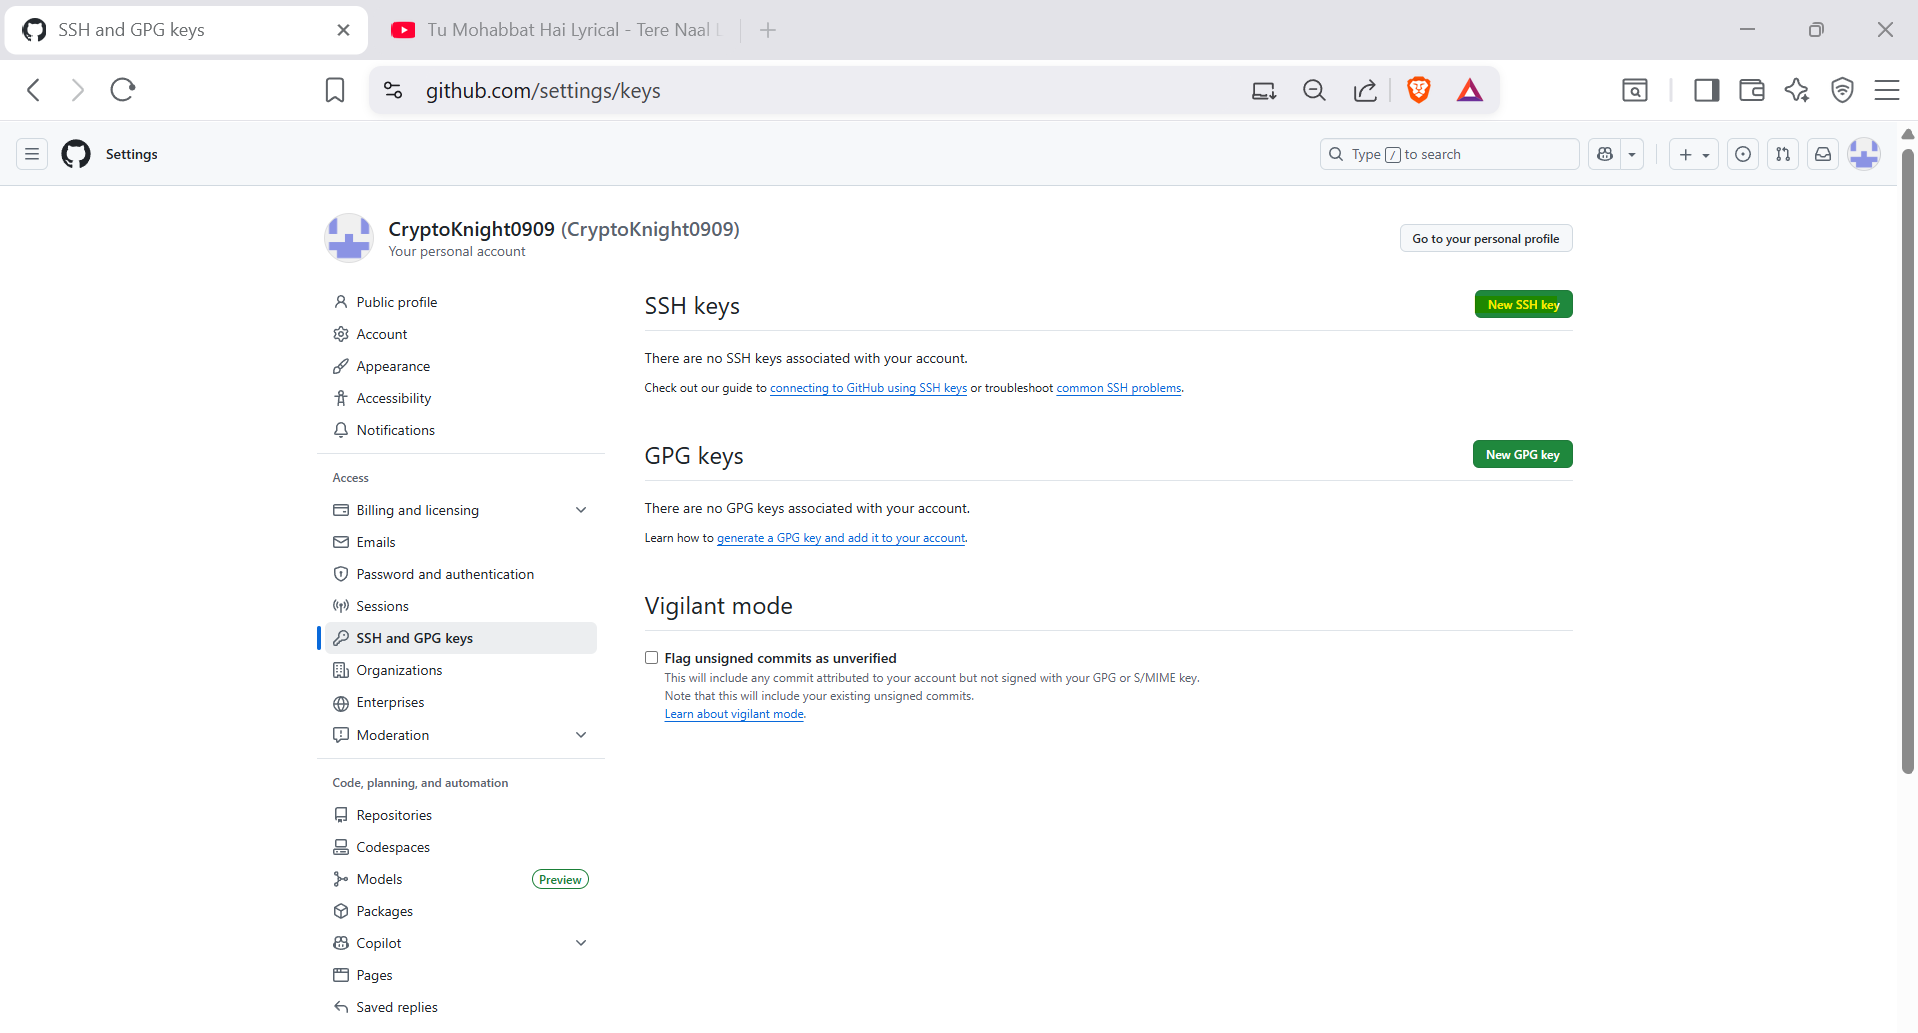 SSH and GPG keys
Tu Mohabbat Hai Lyrical - Tere Naal
github.com/settings/keys
Settings
Type / to search
CryptoKnight0909 (CryptoKnight0909)
Your personal account
Go to your personal profile
Public profile
Account
Appearance
Accessibility
Notifications
Access
Billing and licensing
Emails
Password and authentication
Sessions
SSH and GPG keys
Organizations
Enterprises
Moderation
Code, planning, and automation
Repositories
Codespaces
Models Preview
Packages
Copilot
Pages
Saved replies
SSH keys
New SSH key
There are no SSH keys associated with your account.
Check out our guide to connecting to GitHub using SSH keys or troubleshoot common SSH problems.
GPG keys
New GPG key
There are no GPG keys associated with your account.
Learn how to generate a GPG key and add it to your account.
Vigilant mode
Flag unsigned commits as unverified
This will include any commit attributed to your account but not signed with your GPG or S/MIME key.
Note that this will include your existing unsigned commits.
Learn about vigilant mode.